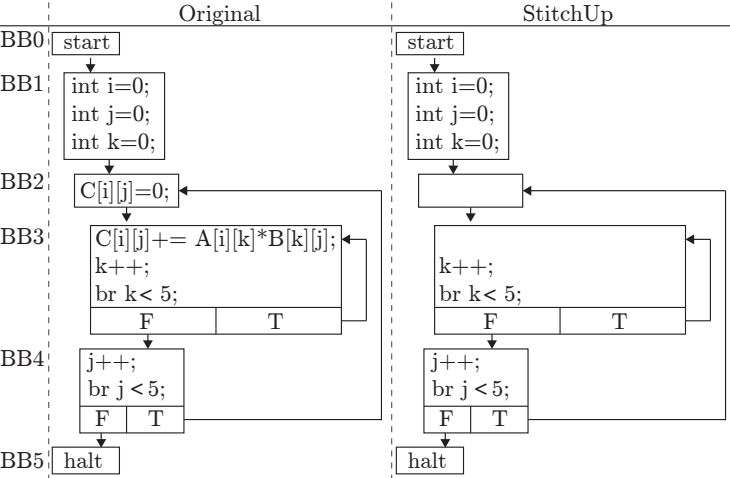 Original StitchUp
BB0 start start
BB1 int i=0; int i=0;
int j=0; int j=0;
int k=0; int k=0;
BB2 C[i][j]=0;
BB3 C[i][j]+= A[i][k]*B[k][j];
k++; k++;
br k< 5; br k< 5;
F T F T
BB4 j++; j++;
br j <5; br j <5;
F T F T
BB5 halt halt